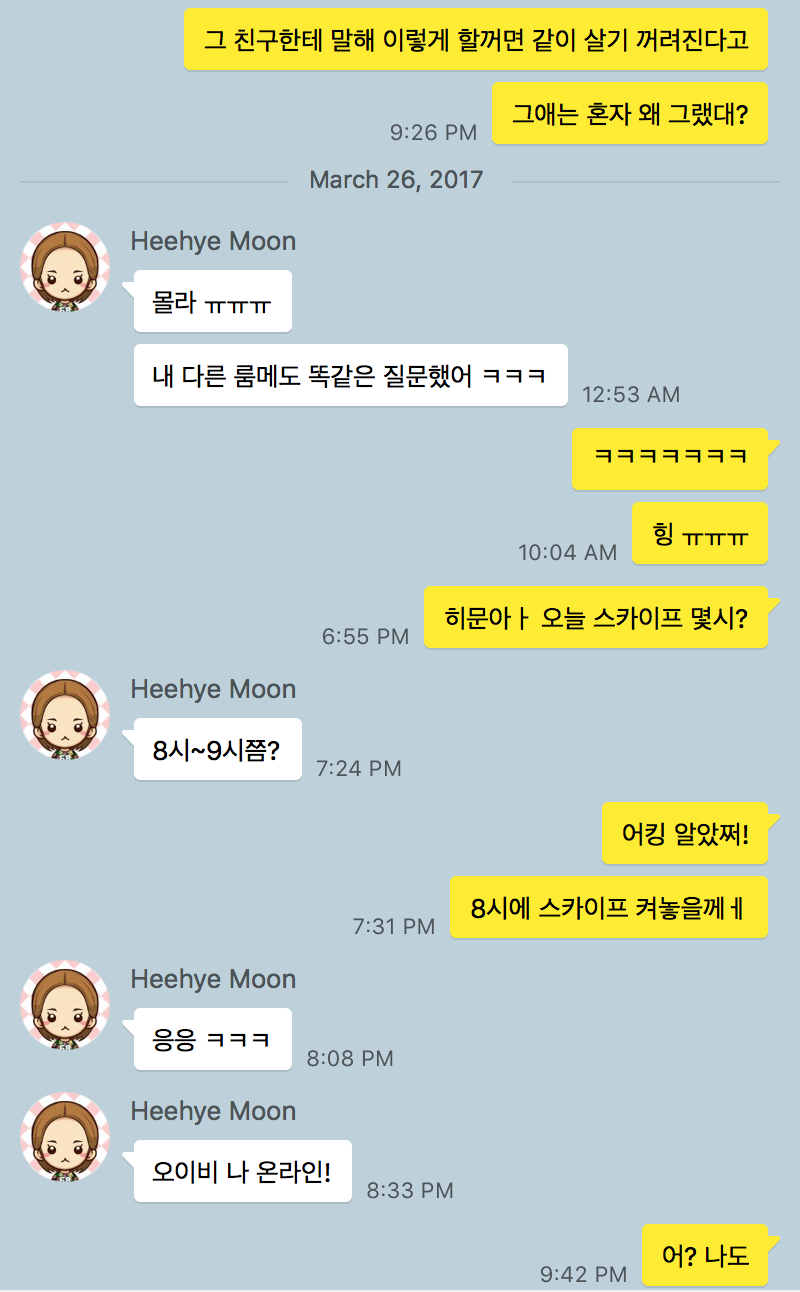 그 친구한테 말해 이렇게 할꺼면 같이 살기 꺼려진다고
그애는 혼자 왜 그랬대?
9:26 PM
March 26, 2017
Heehye Moon
몰라 ㅠㅠㅠ
내 다른 룸메도 똑같은 질문했어 ㅋㅋㅋ
12:53 AM
ㅋㅋㅋㅋㅋㅋㅋ
힝 ㅠㅠㅠ
10:04 AM
히문아ㅏ 오늘 스카이프 몇시?
6:55 PM
Heehye Moon
8시~9시쯤?
7:24 PM
어킹 알았쩌!
8시에 스카이프 켜놓을께ㅔ
7:31 PM
Heehye Moon
응응 ㅋㅋㅋ
8:08 PM
Heehye Moon
오이비 나 온라인!
8:33 PM
어? 나도
9:42 PM